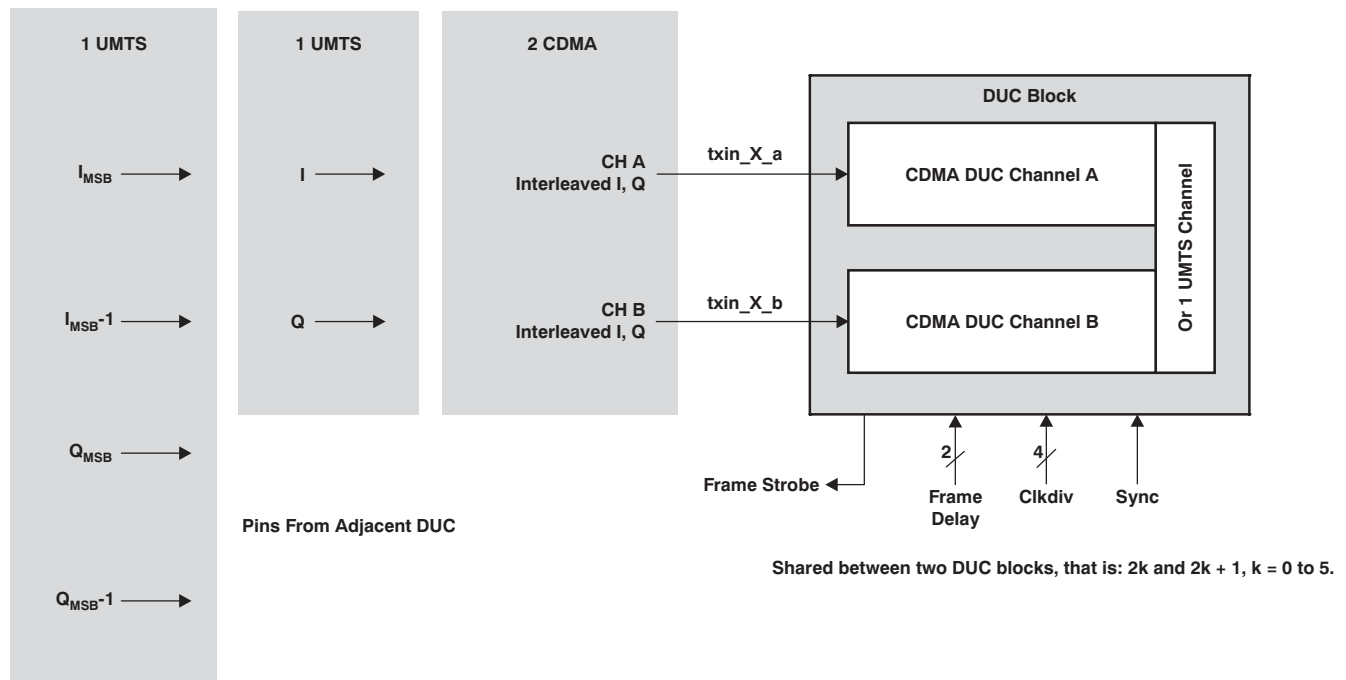 1 UMTS
1 UMTS
2 CDMA
DUC Block
I_MSB
I
CH A
Interleaved I, Q
txin_X_a
CDMA DUC Channel A
Or 1 UMTS Channel
I_MSB-1
Q
CH B
Interleaved I, Q
txin_X_b
CDMA DUC Channel B
Q_MSB
2
4
Frame Strobe
Frame
Delay
Clkdiv
Sync
Pins From Adjacent DUC
Shared between two DUC blocks, that is: 2k and 2k + 1, k = 0 to 5.
Q_MSB-1